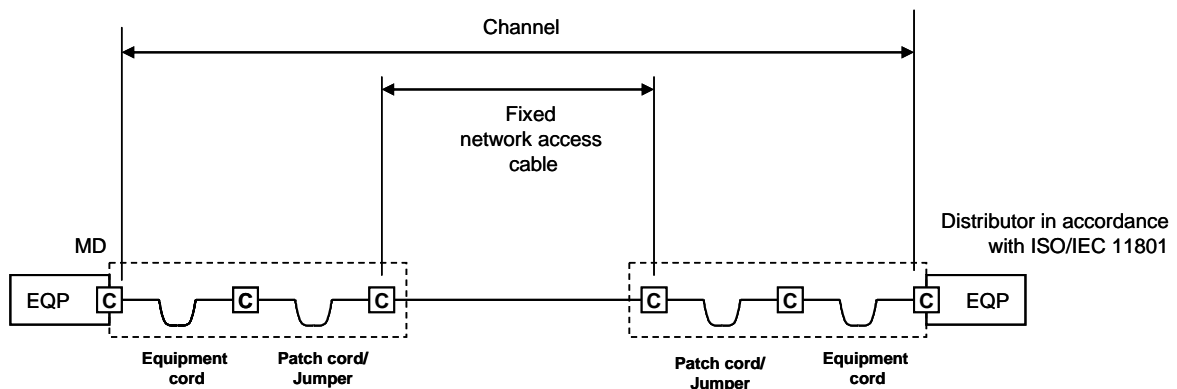 Channel
Fixed
network access
cable
Distributor in accordance
with ISO/IEC 11801
MD
EQP
C
C
C
C
C
C
EQP
Equipment
cord
Patch cord/
Jumper
Patch cord/
Jumper
Equipment
cord